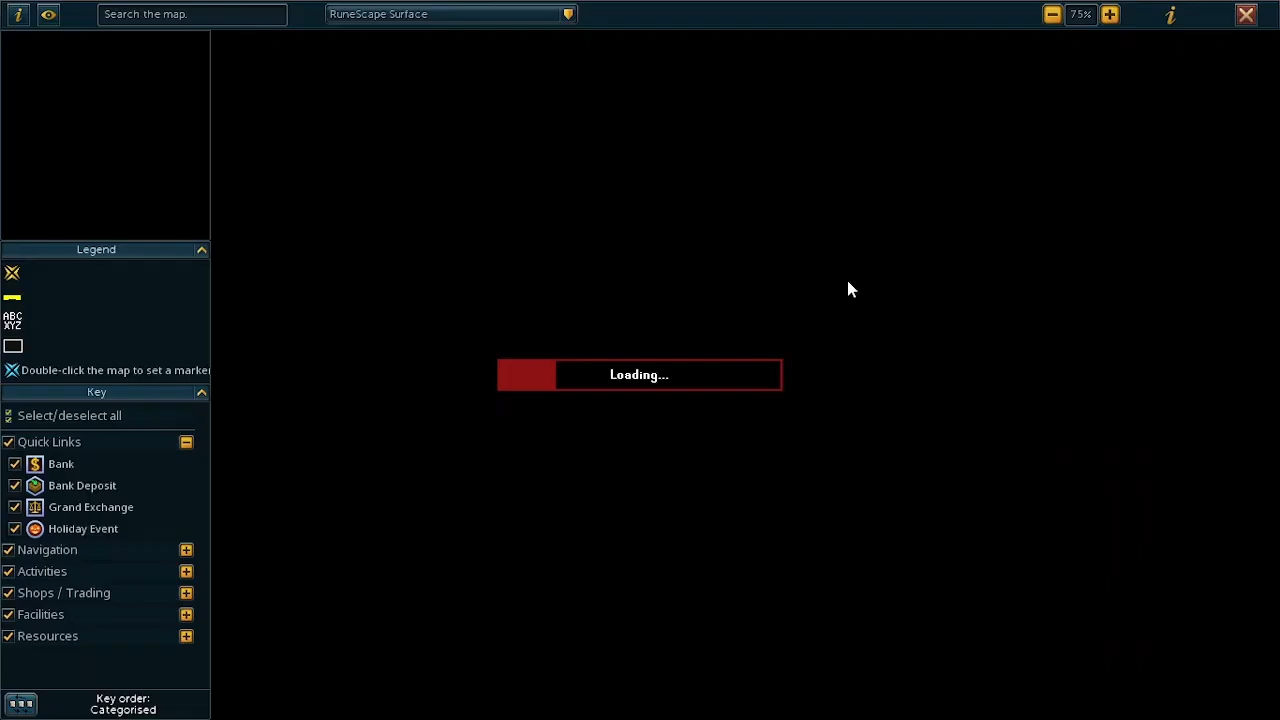 Search the map.
RuneScape Surface
75%
Legend
ABC
XYZ
Double-click the map to set a marker
Key
Select/deselect all
Quick Links
Bank
Bank Deposit
Grand Exchange
Holiday Event
Navigation
Activities
Shops / Trading
Facilities
Resources
Key order:
Categorised
Loading...